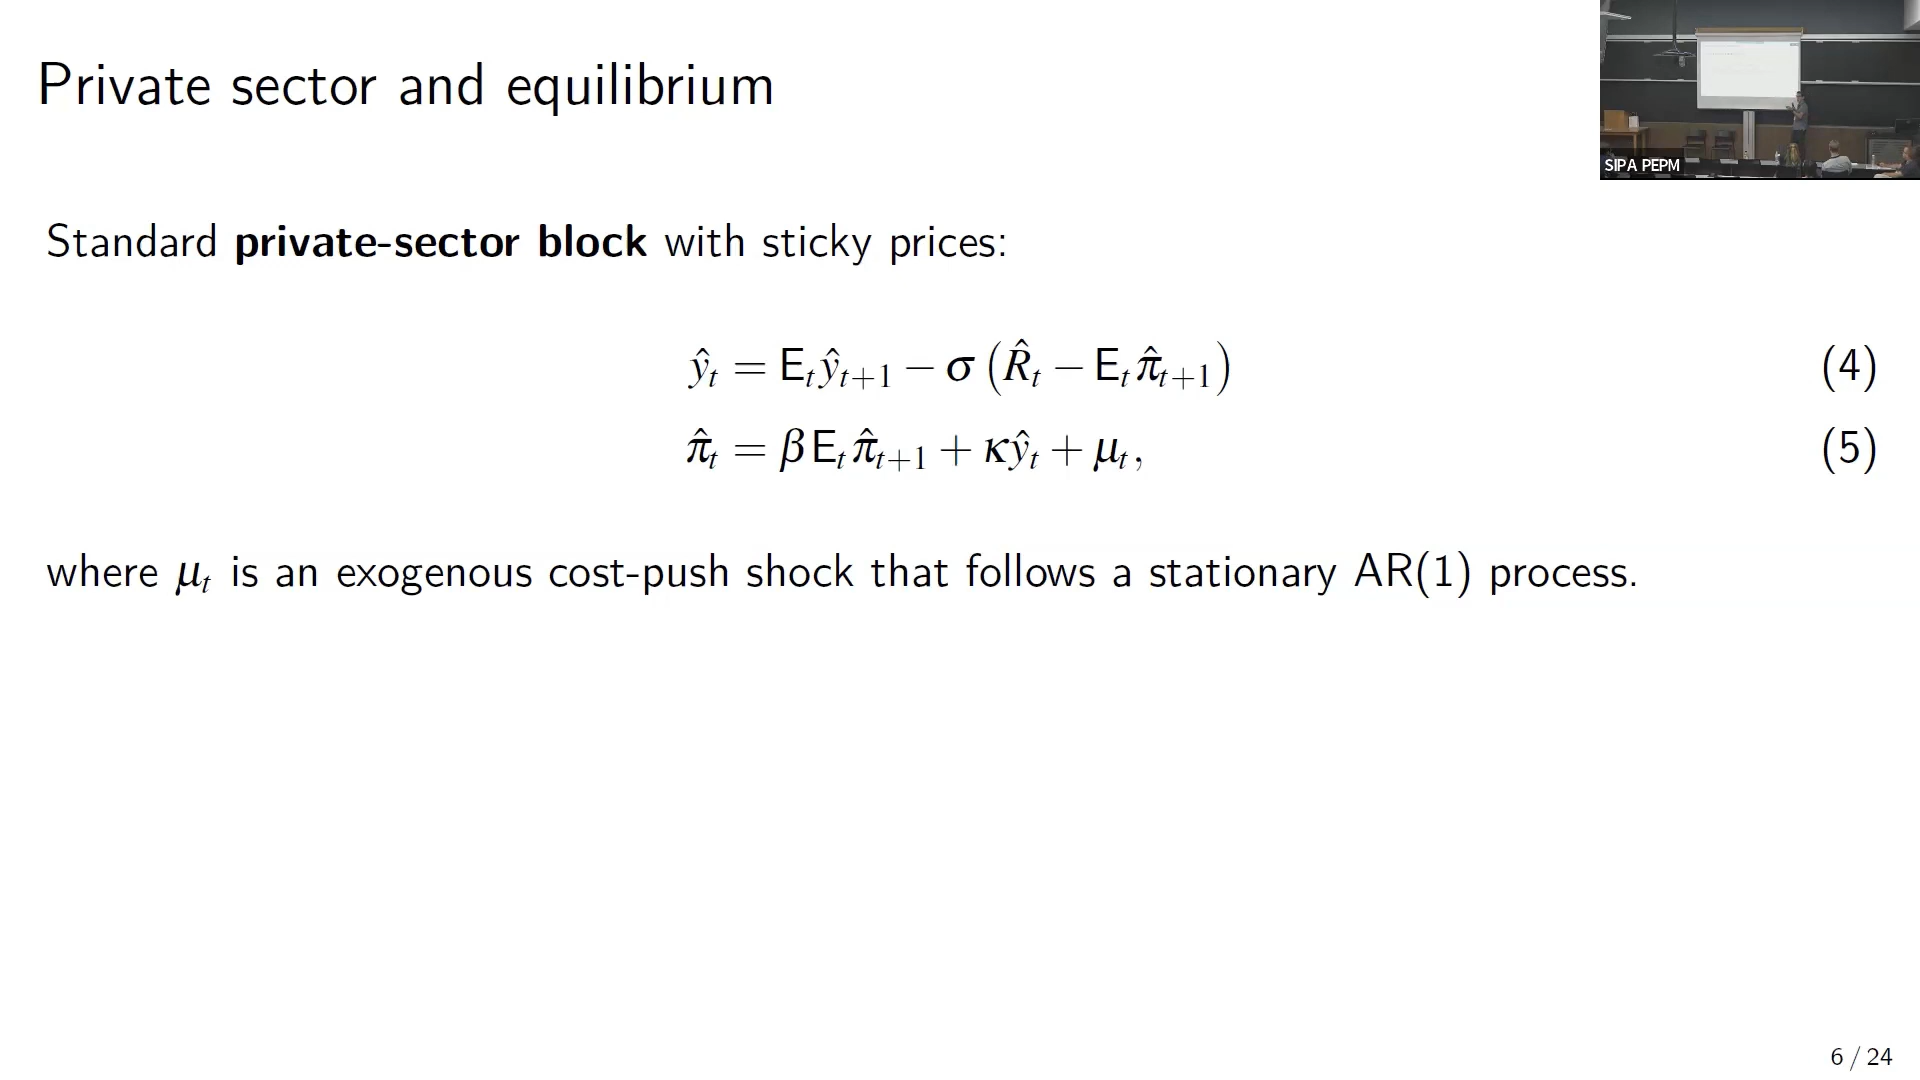 Private sector and equilibrium
SIPA PEPM
Standard private-sector block with sticky prices:
ŷ_t = E_t ŷ_{t+1} − σ (R̂_t − E_t π̂_{t+1}) (4)
π̂_t = β E_t π̂_{t+1} + κŷ_t + μ_t, (5)
where μ_t is an exogenous cost-push shock that follows a stationary AR(1) process.
6 / 24